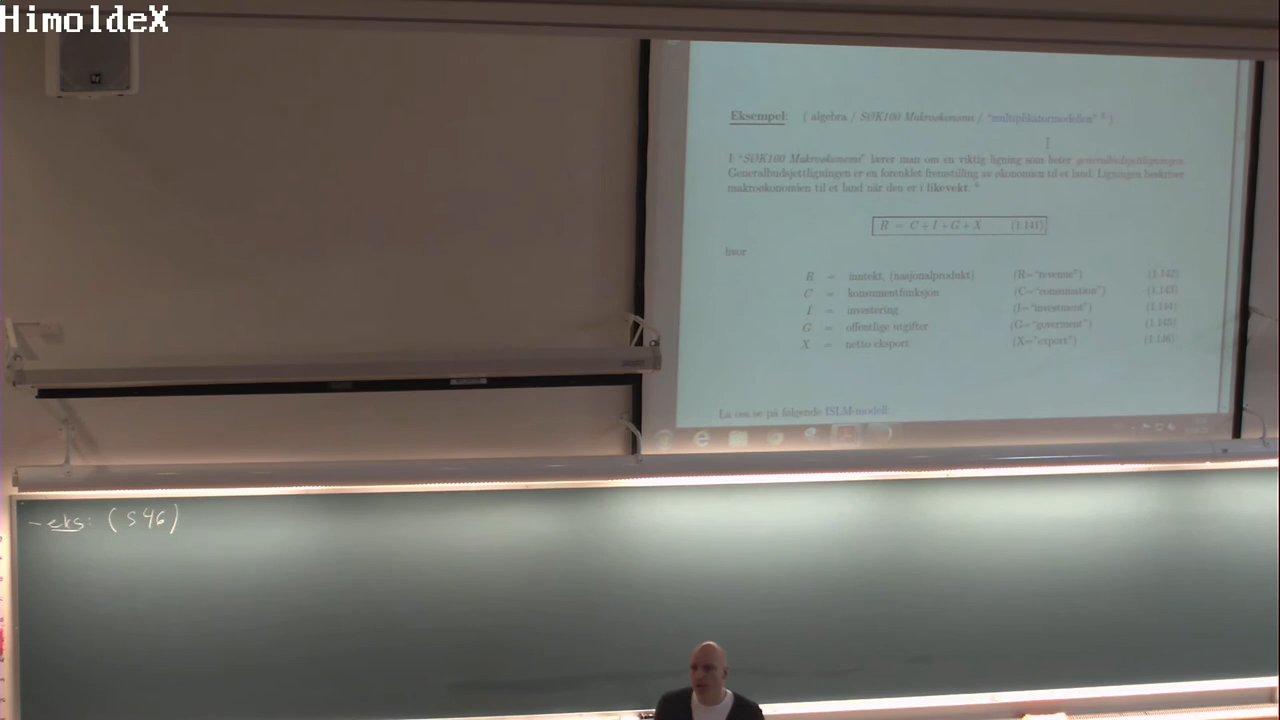 HimoldeX
Eksempel: ( algebra / SØK100 Makroøkonomi / "multiplikatormodellen" )
I "SØK100 Makroøkonomi" lærer man om en viktig ligning som heter generalbudsjettligningen.
Generalbudsjettligningen er en forenklet fremstilling av økonomien til et land. Ligningen beskriver
makroøkonomien til et land når den er i likevekt.
R = C + I + G + X (1.141)
hvor
R = inntekt, (nasjonalprodukt) (R="revenue") (1.142)
C = konsumentfunksjon (C="consumation") (1.143)
I = investering (I="investment") (1.144)
G = offentlige utgifter (G="goverment") (1.145)
X = netto eksport (X="export") (1.146)
La oss se på følgende ISLM-modell:
- eks: (s 46)